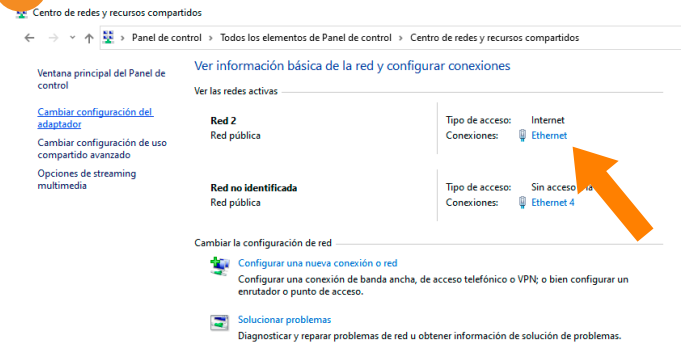 Centro de redes y recursos compartidos
Panel de control > Todos los elementos de Panel de control > Centro de redes y recursos compartidos
Ventana principal del Panel de control
Cambiar configuración del adaptador
Cambiar configuración de uso compartido avanzado
Opciones de streaming multimedia
Ver información básica de la red y configurar conexiones
Ver las redes activas
Red 2
Red pública
Tipo de acceso: Internet
Conexiones: Ethernet
Red no identificada
Red pública
Tipo de acceso: Sin acceso
Conexiones: Ethernet 4
Cambiar la configuración de red
Configurar una nueva conexión o red
Configurar una conexión de banda ancha, de acceso telefónico o VPN; o bien configurar un
enrutador o punto de acceso.
Solucionar problemas
Diagnosticar y reparar problemas de red u obtener información de solución de problemas.